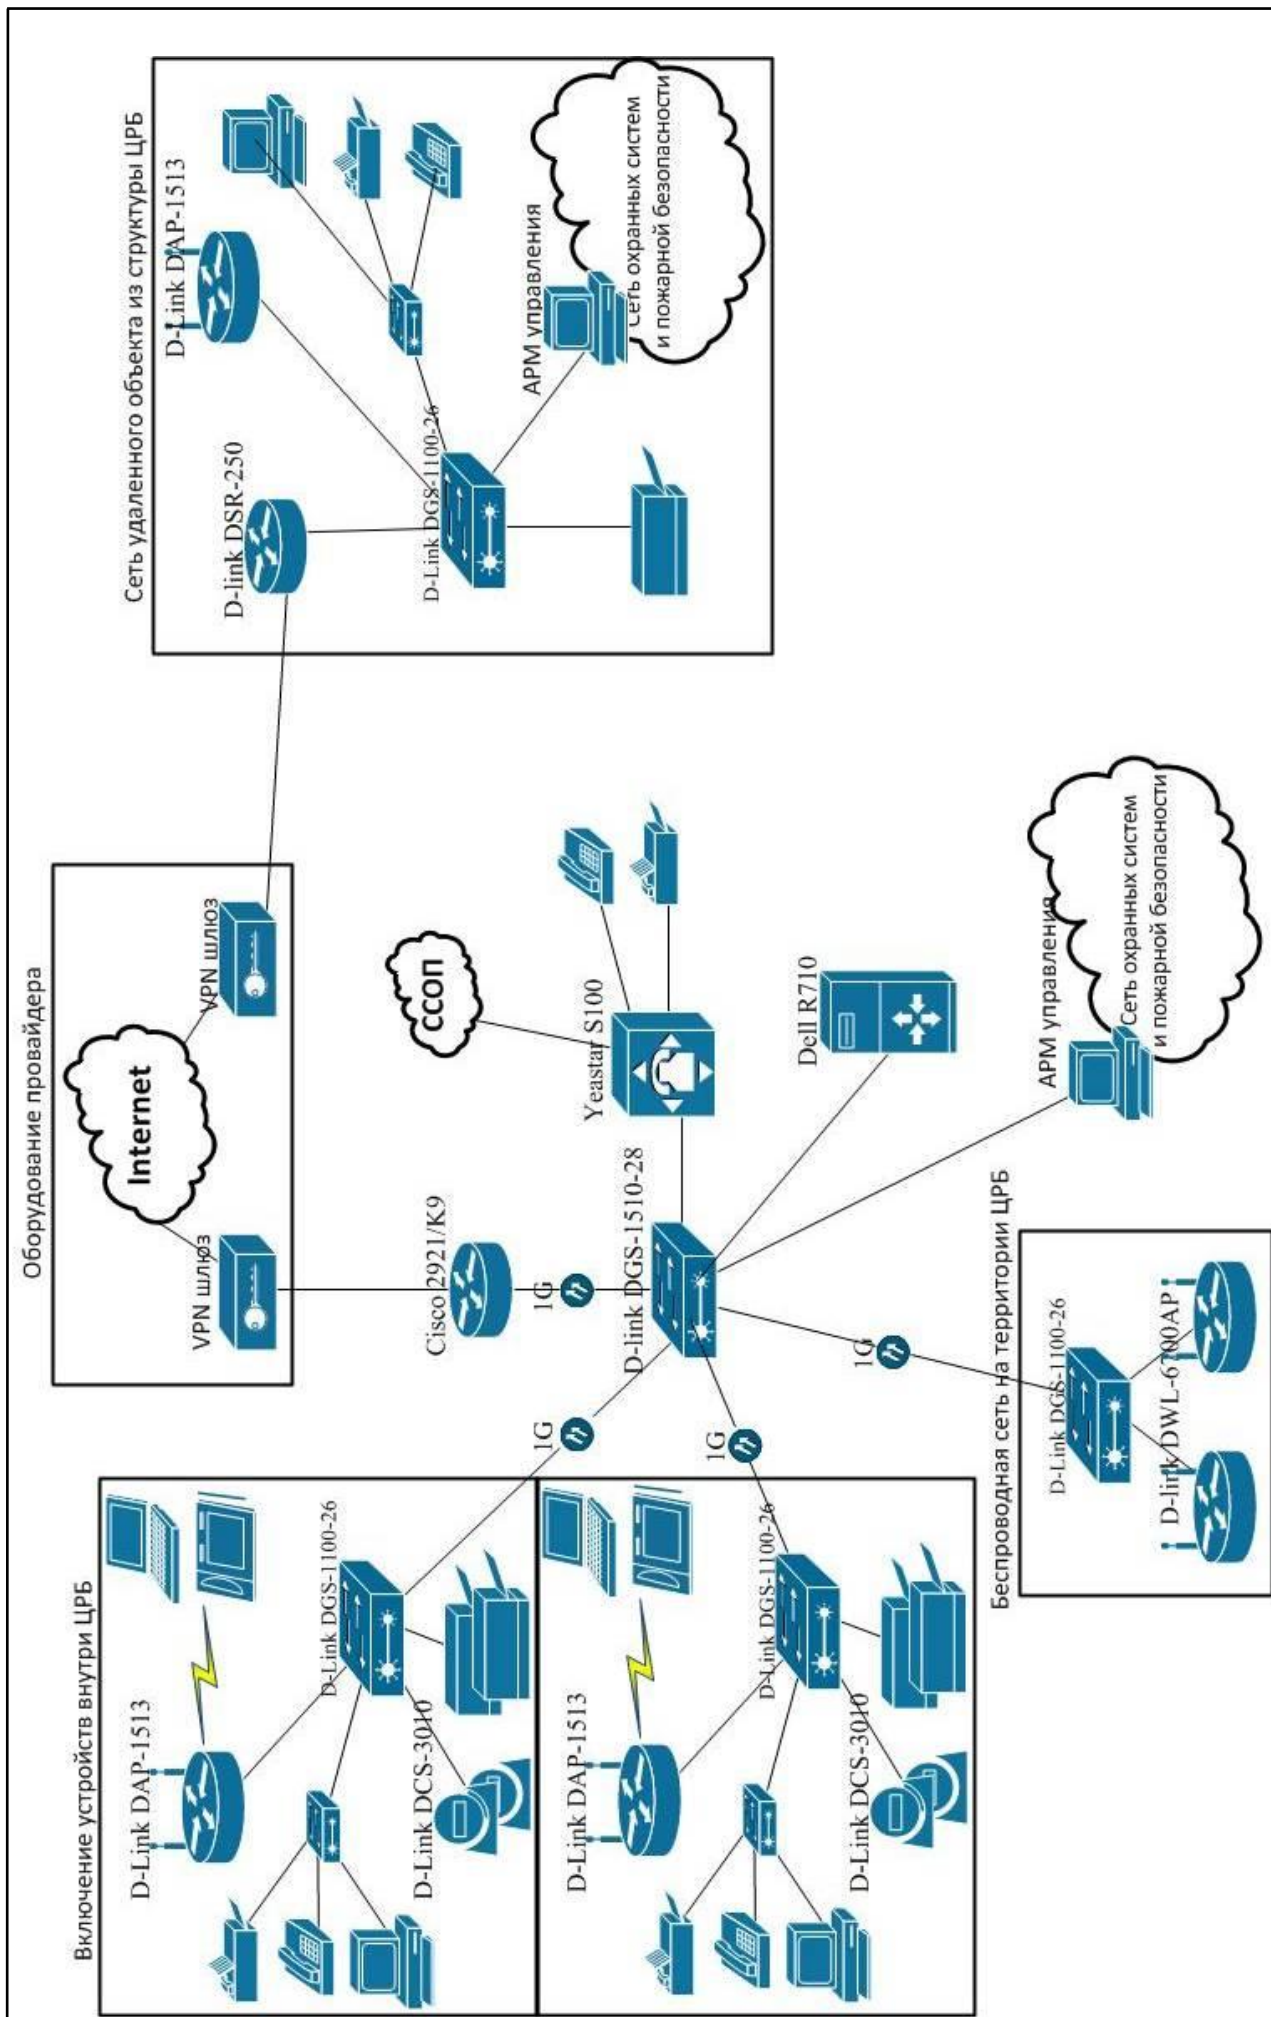 Оборудование провайдера
VPN шлюз
Internet
VPN шлюз
Включение устройств внутри ЦРБ
D-Link DAP-1513
D-Link DGS-1100-26
D-Link DCS-3010
1G
D-Link DAP-1513
D-Link DGS-1100-26
D-Link DCS-3010
1G
Cisco 2921/K9
1G
D-link DGS-1510-28
ССОП
Yeastar S100
Dell R710
АРМ управления
Сеть охранных систем
и пожарной безопасности
1G
Беспроводная сеть на территории ЦРБ
D-Link DGS-1100-26
D-link DWL-6700AP
Сеть удаленного объекта из структуры ЦРБ
D-Link DAP-1513
D-link DSR-250
D-Link DGS-1100-26
АРМ управления
Сеть охранных систем
и пожарной безопасности